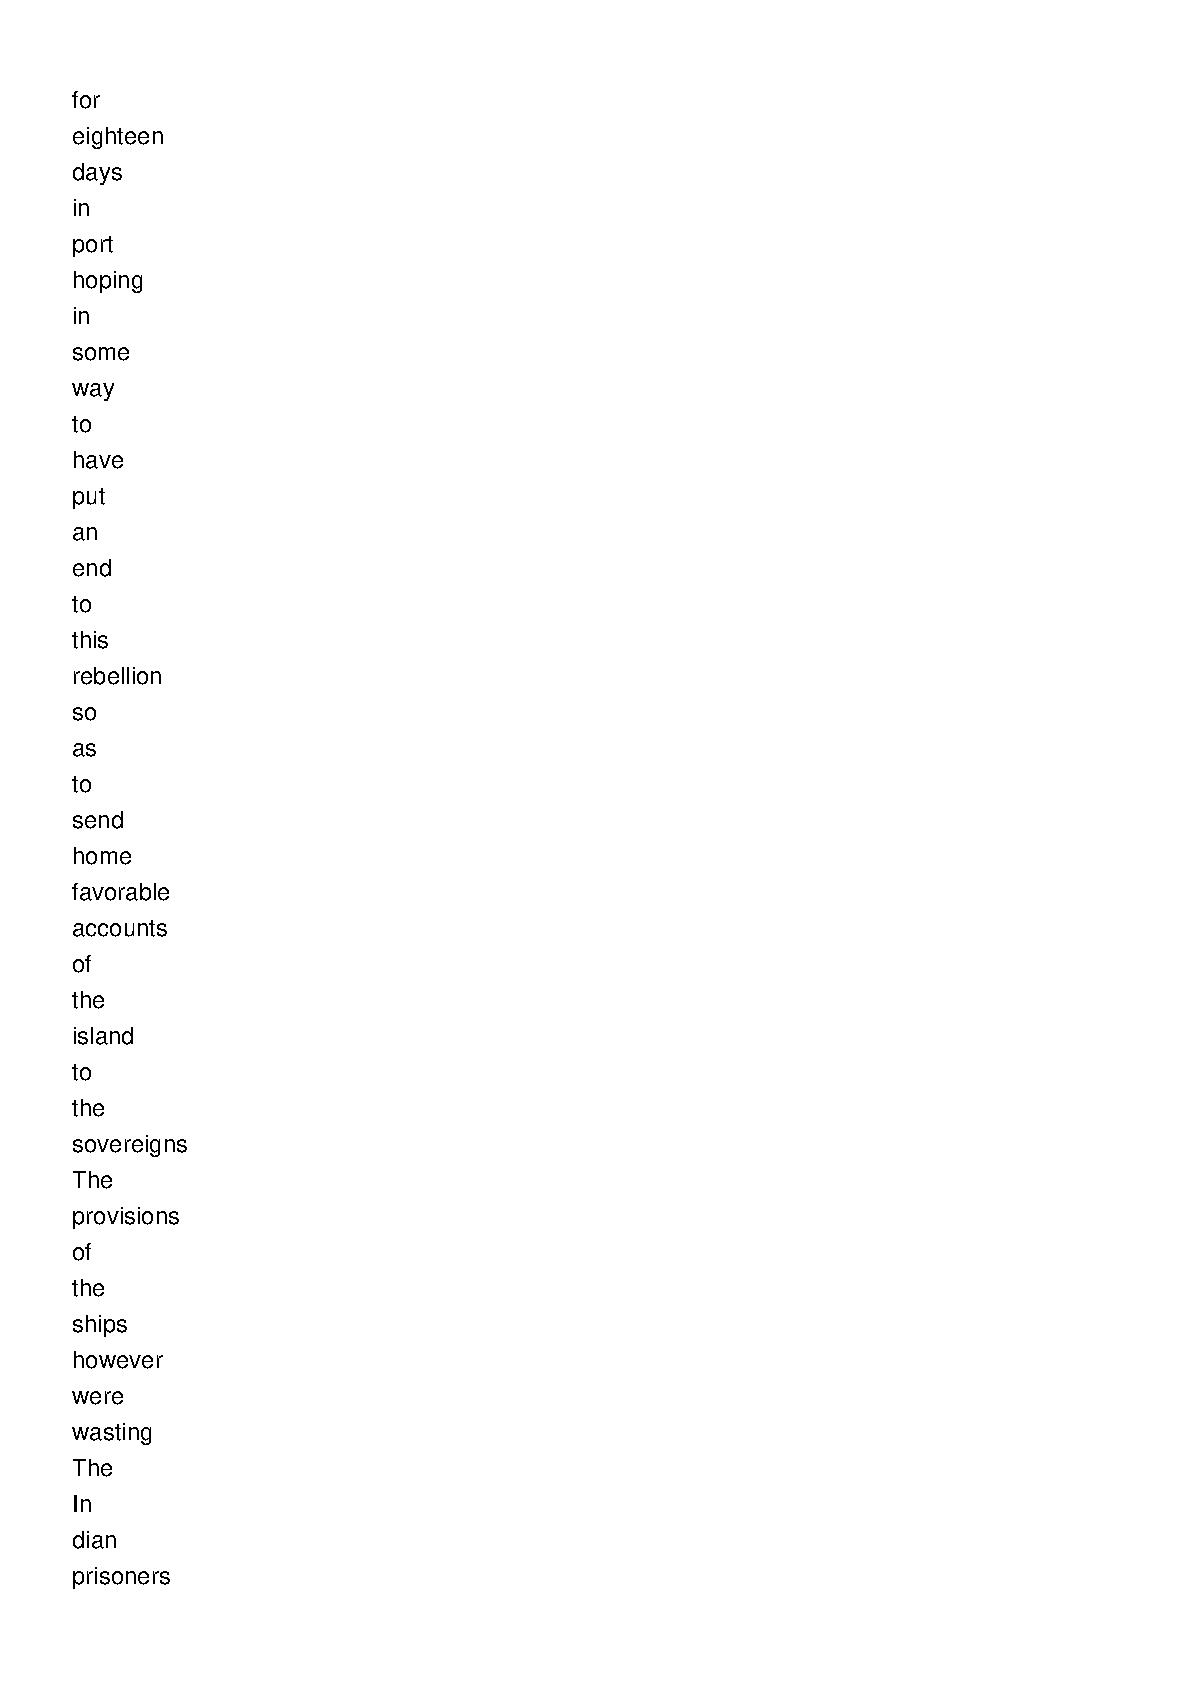 for
eighteen
days
in
port
hoping
in
some
way
to
have
put
an
end
to
this
rebellion
so
as
to
send
home
favorable
accounts
of
the
island
to
the
sovereigns
The
provisions
of
the
ships
however
were
wasting
The
In
dian
prisoners